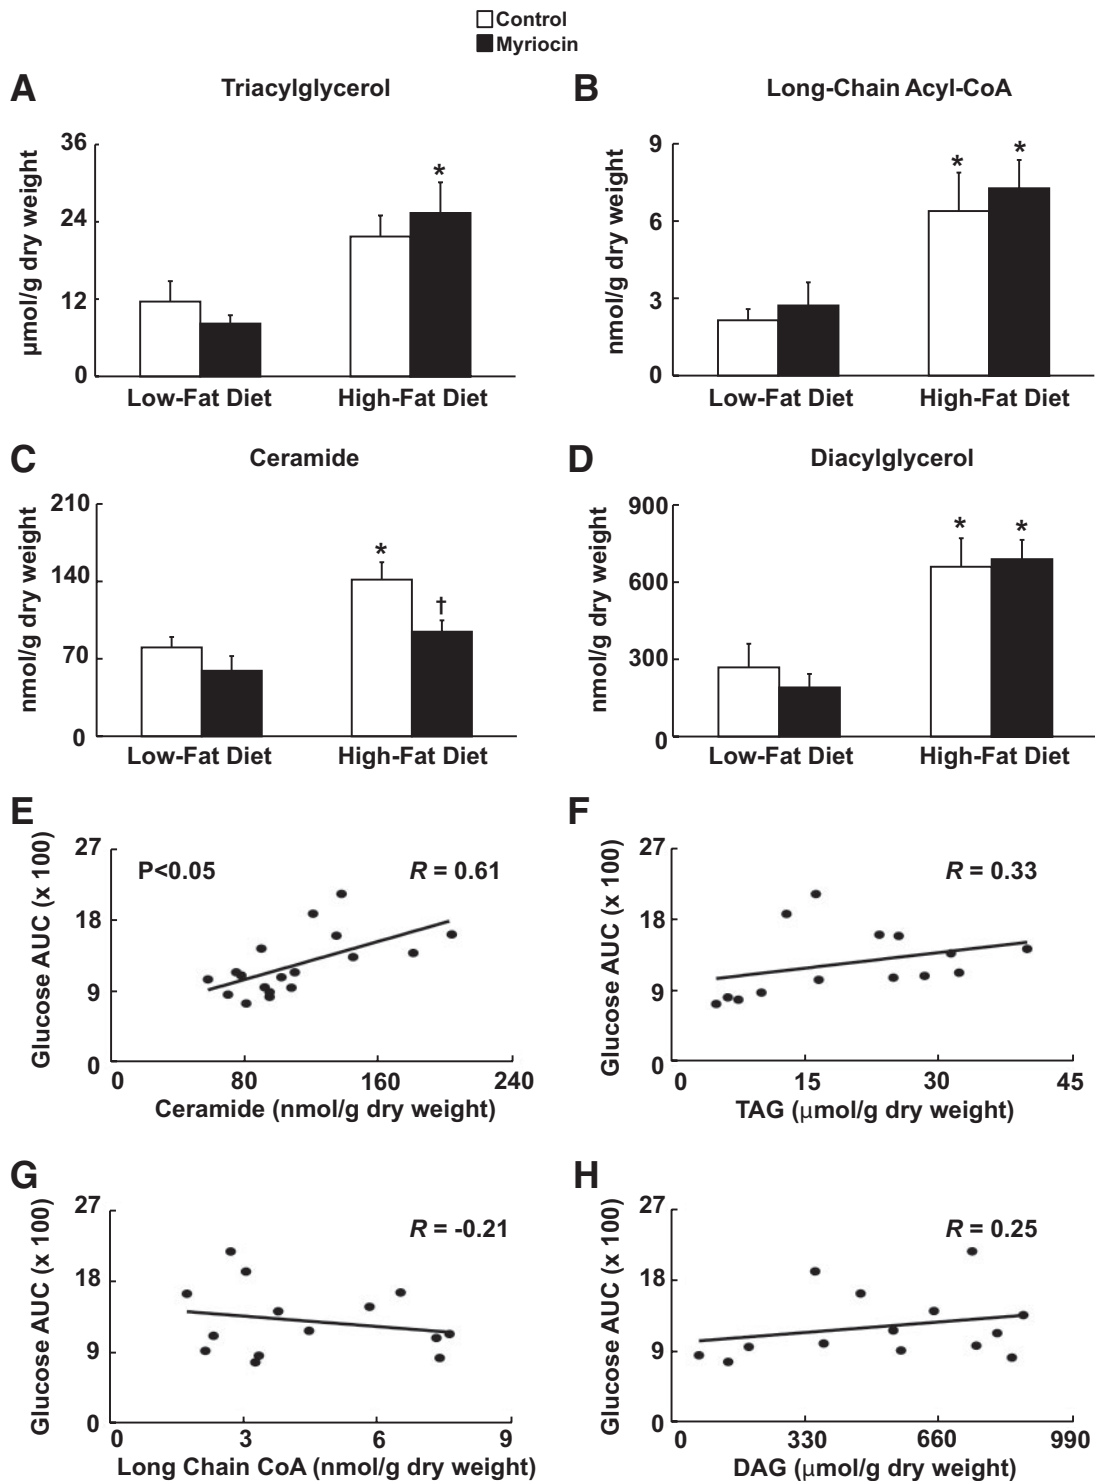 Control
Myriocin
A Triacylglycerol
μmol/g dry weight
36
24
12
0
Low-Fat Diet High-Fat Diet
*
B Long-Chain Acyl-CoA
nmol/g dry weight
9
6
3
0
Low-Fat Diet High-Fat Diet
* *
C Ceramide
nmol/g dry weight
210
140
70
0
Low-Fat Diet High-Fat Diet
* †
D Diacylglycerol
nmol/g dry weight
900
600
300
0
Low-Fat Diet High-Fat Diet
* *
E
Glucose AUC (x 100)
27
18
9
0
P<0.05 R = 0.61
0 80 160 240
Ceramide (nmol/g dry weight)
F
Glucose AUC (x 100)
27
18
9
0
R = 0.33
0 15 30 45
TAG (μmol/g dry weight)
G
Glucose AUC (x 100)
27
18
9
0
R = -0.21
0 3 6 9
Long Chain CoA (nmol/g dry weight)
H
Glucose AUC (x 100)
27
18
9
0
R = 0.25
0 330 660 990
DAG (μmol/g dry weight)